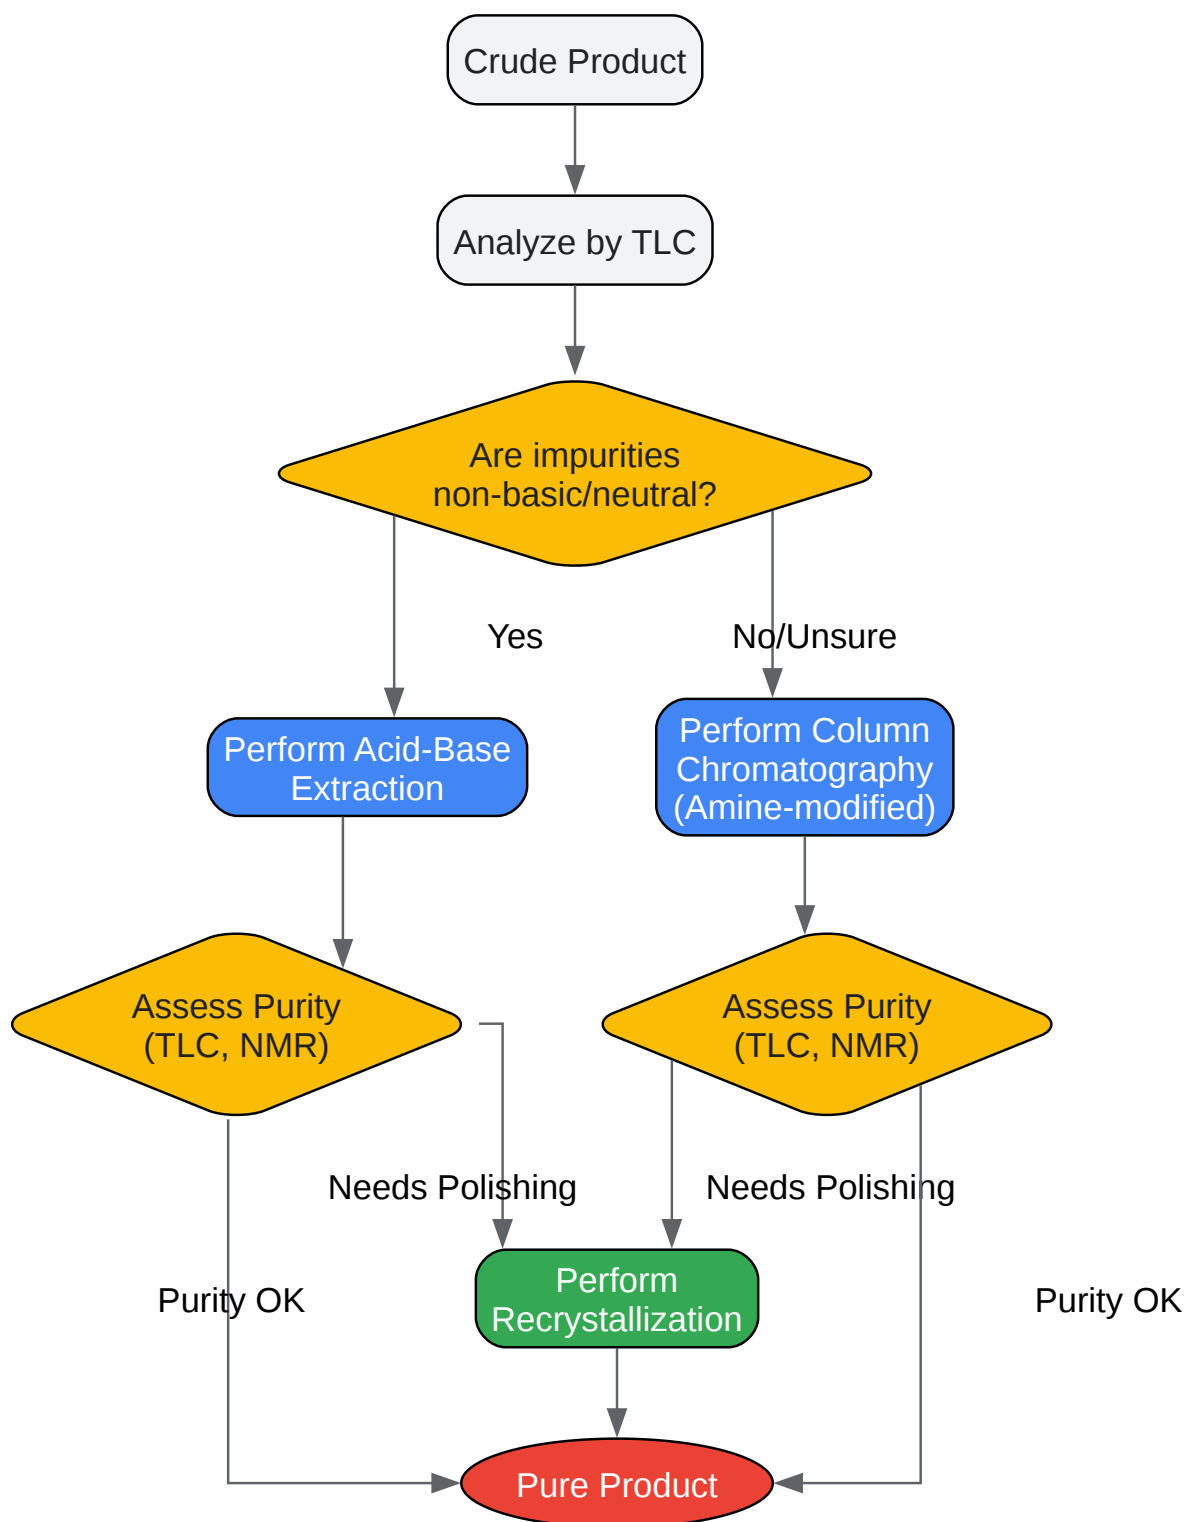 Crude Product
Analyze by TLC
Are impurities
non-basic/neutral?
Yes
No/Unsure
Perform Acid-Base
Extraction
Perform Column
Chromatography
(Amine-modified)
Assess Purity
(TLC, NMR)
Assess Purity
(TLC, NMR)
Needs Polishing
Needs Polishing
Perform
Recrystallization
Purity OK
Purity OK
Pure Product